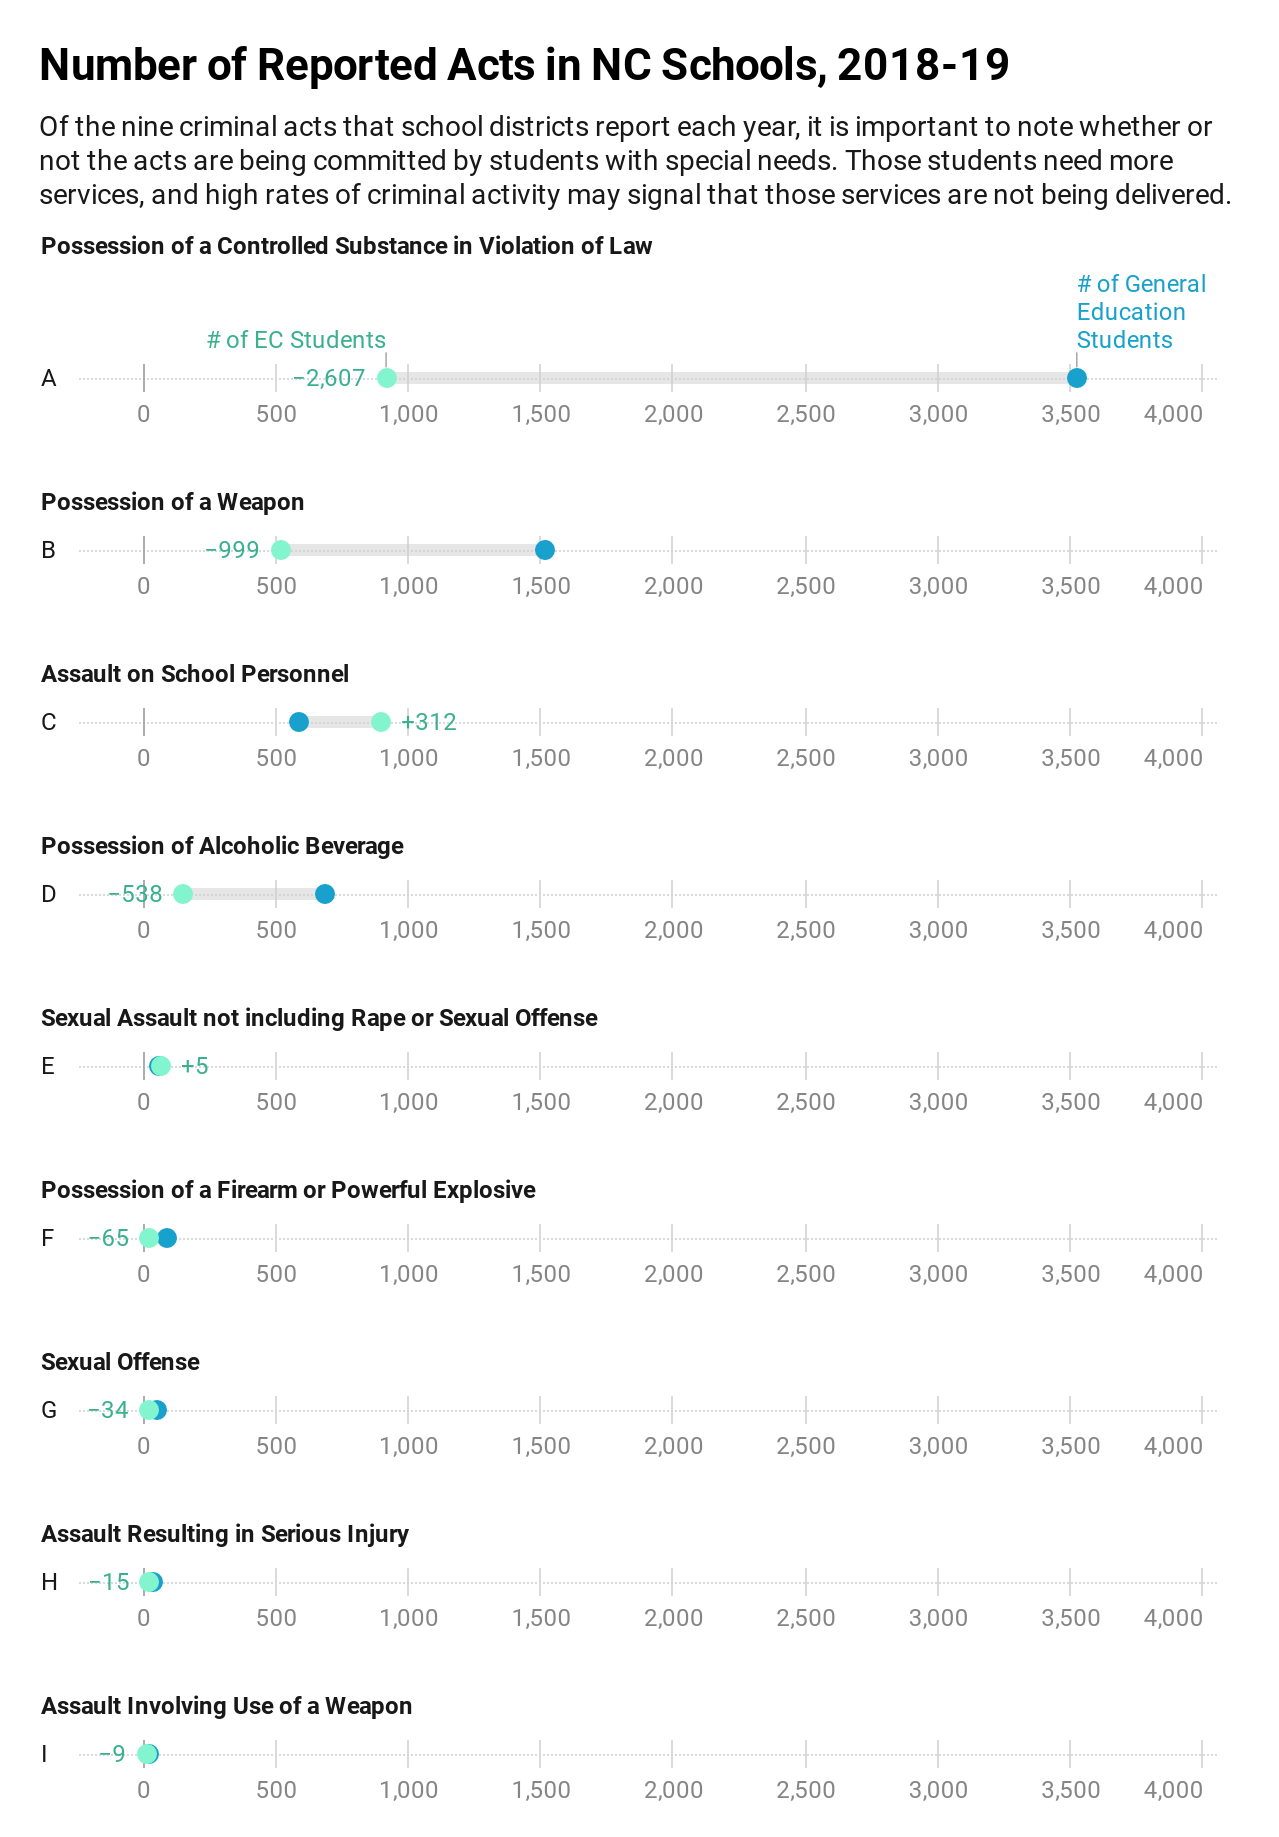 Number of Reported Acts in NC Schools, 2018-19
Of the nine criminal acts that school districts report each year, it is important to note whether or
not the acts are being committed by students with special needs. Those students need more
services, and high rates of criminal activity may signal that those services are not being delivered.
Possession of a Controlled Substance in Violation of Law
# of General
Education
# of EC Students Students
A −2,607
0 500 1,000 1,500 2,000 2,500 3,000 3,500 4,000
Possession of a Weapon
B −999
0 500 1,000 1,500 2,000 2,500 3,000 3,500 4,000
Assault on School Personnel
C +312
0 500 1,000 1,500 2,000 2,500 3,000 3,500 4,000
Possession of Alcoholic Beverage
D −538
0 500 1,000 1,500 2,000 2,500 3,000 3,500 4,000
Sexual Assault not including Rape or Sexual Offense
E +5
0 500 1,000 1,500 2,000 2,500 3,000 3,500 4,000
Possession of a Firearm or Powerful Explosive
F −65
0 500 1,000 1,500 2,000 2,500 3,000 3,500 4,000
Sexual Offense
G −34
0 500 1,000 1,500 2,000 2,500 3,000 3,500 4,000
Assault Resulting in Serious Injury
H −15
0 500 1,000 1,500 2,000 2,500 3,000 3,500 4,000
Assault Involving Use of a Weapon
I −9
0 500 1,000 1,500 2,000 2,500 3,000 3,500 4,000